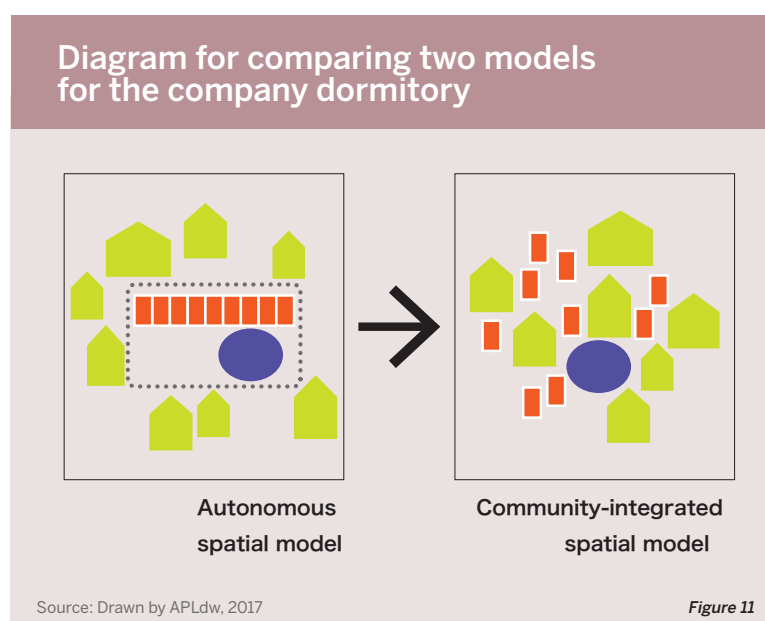 Diagram for comparing two models
for the company dormitory
Autonomous
spatial model
Community-integrated
spatial model
Source: Drawn by APLdw, 2017
Figure 11